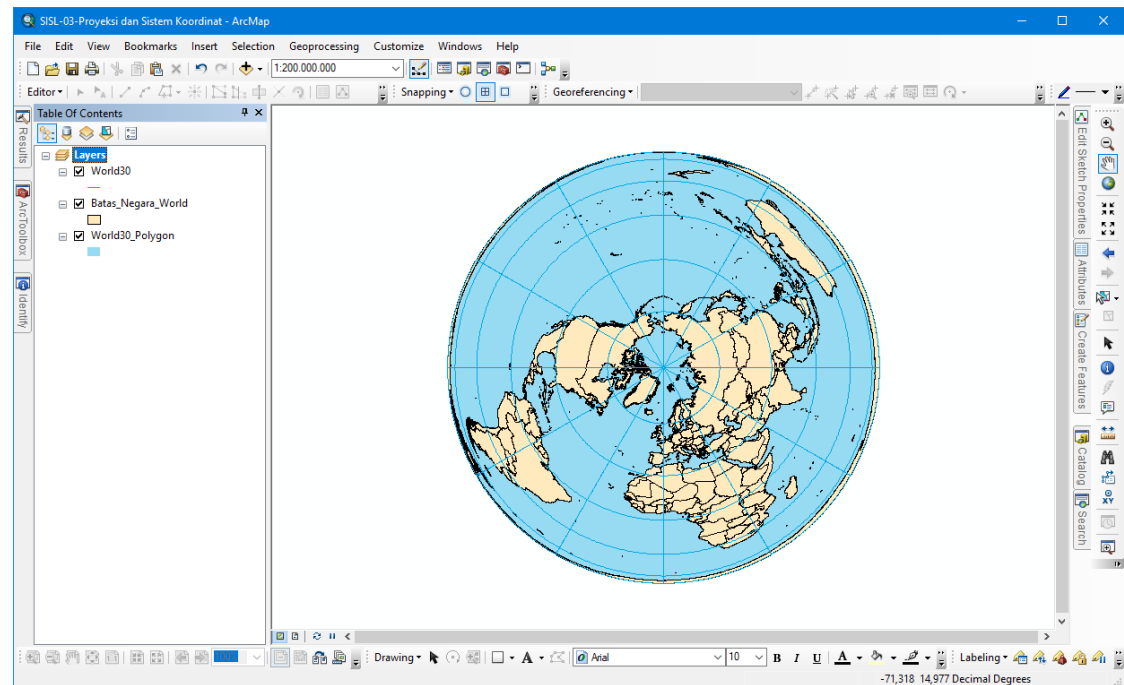 SISL-03-Proyeksi dan Sistem Koordinat - ArcMap
File Edit View Bookmarks Insert Selection Geoprocessing Customize Windows Help
1:200.000.000
Editor Snapping Georeferencing
Table Of Contents
Layers
World30
Batas_Negara_World
World30_Polygon
Results
ArcToolbox
Identify
Edit Sketch Properties
Attributes
Create Features
Catalog
Search
XY
Drawing A Arial 10 B I U A Labeling
-71,318 14,977 Decimal Degrees